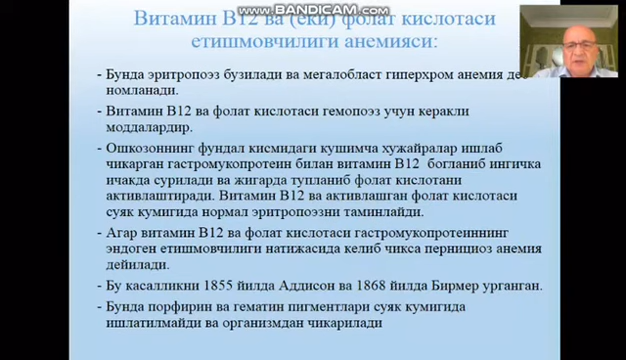 www.BANDICAM.com
Витамин В12 ва (ёки) фолат кислотаси
етишмовчилиги анемияси:
- Бунда эритропоэз бузилади ва мегалобласт гиперхром анемия деб
номланади.
- Витамин В12 ва фолат кислотаси гемопоэз учун керакли
моддалардир.
- Ошкозоннинг фундал кисмидаги кушимча хужайралар ишлаб
чикарган гастромукопротеин билан витамин В12 богланиб ингичка
ичакда сурилади ва жигарда тупланиб фолат кислотани
активлаштиради. Витамин В12 ва активлашган фолат кислотаси
суяк кумигида нормал эритропоэзни таминлайди.
- Агар витамин В12 ва фолат кислотаси гастромукопротеиннинг
эндоген етишмовчилиги натижасида келиб чикса пернициоз анемия
дейилади.
- Бу касалликни 1855 йилда Аддисон ва 1868 йилда Бирмер урганган.
- Бунда порфирин ва гематин пигментлари суяк кумигида
ишлатилмайди ва организмдан чикарилади